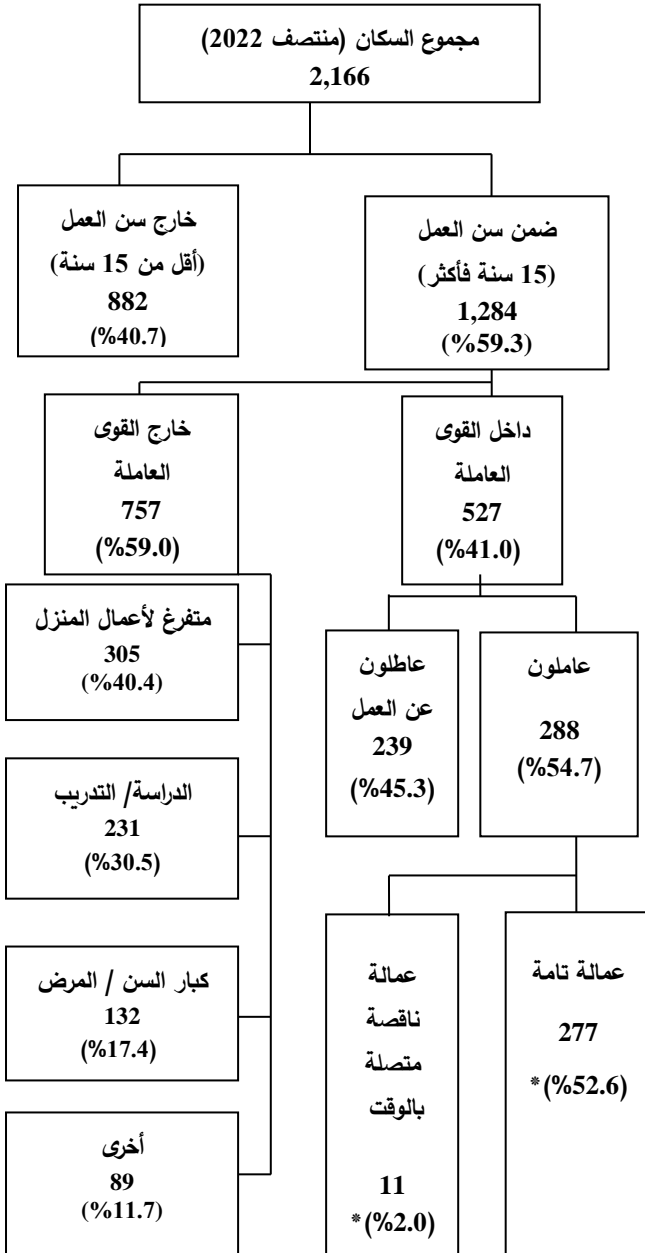 مجموع السكان (منتصف 2022)
2,166
ضمن سن العمل
(15 سنة فأكثر)
1,284
(%59.3)
خارج سن العمل
(أقل من 15 سنة)
882
(%40.7)
داخل القوى
العاملة
527
(%41.0)
خارج القوى
العاملة
757
(%59.0)
عاملون
288
(%54.7)
عاطلون
عن العمل
239
(%45.3)
متفرغ لأعمال المنزل
305
(%40.4)
الدراسة/ التدريب
231
(%30.5)
كبار السن / المرض
132
(%17.4)
أخرى
89
(%11.7)
عمالة تامة
277
*(%52.6)
عمالة
ناقصة
متصلة
بالوقت
11
*(%2.0)